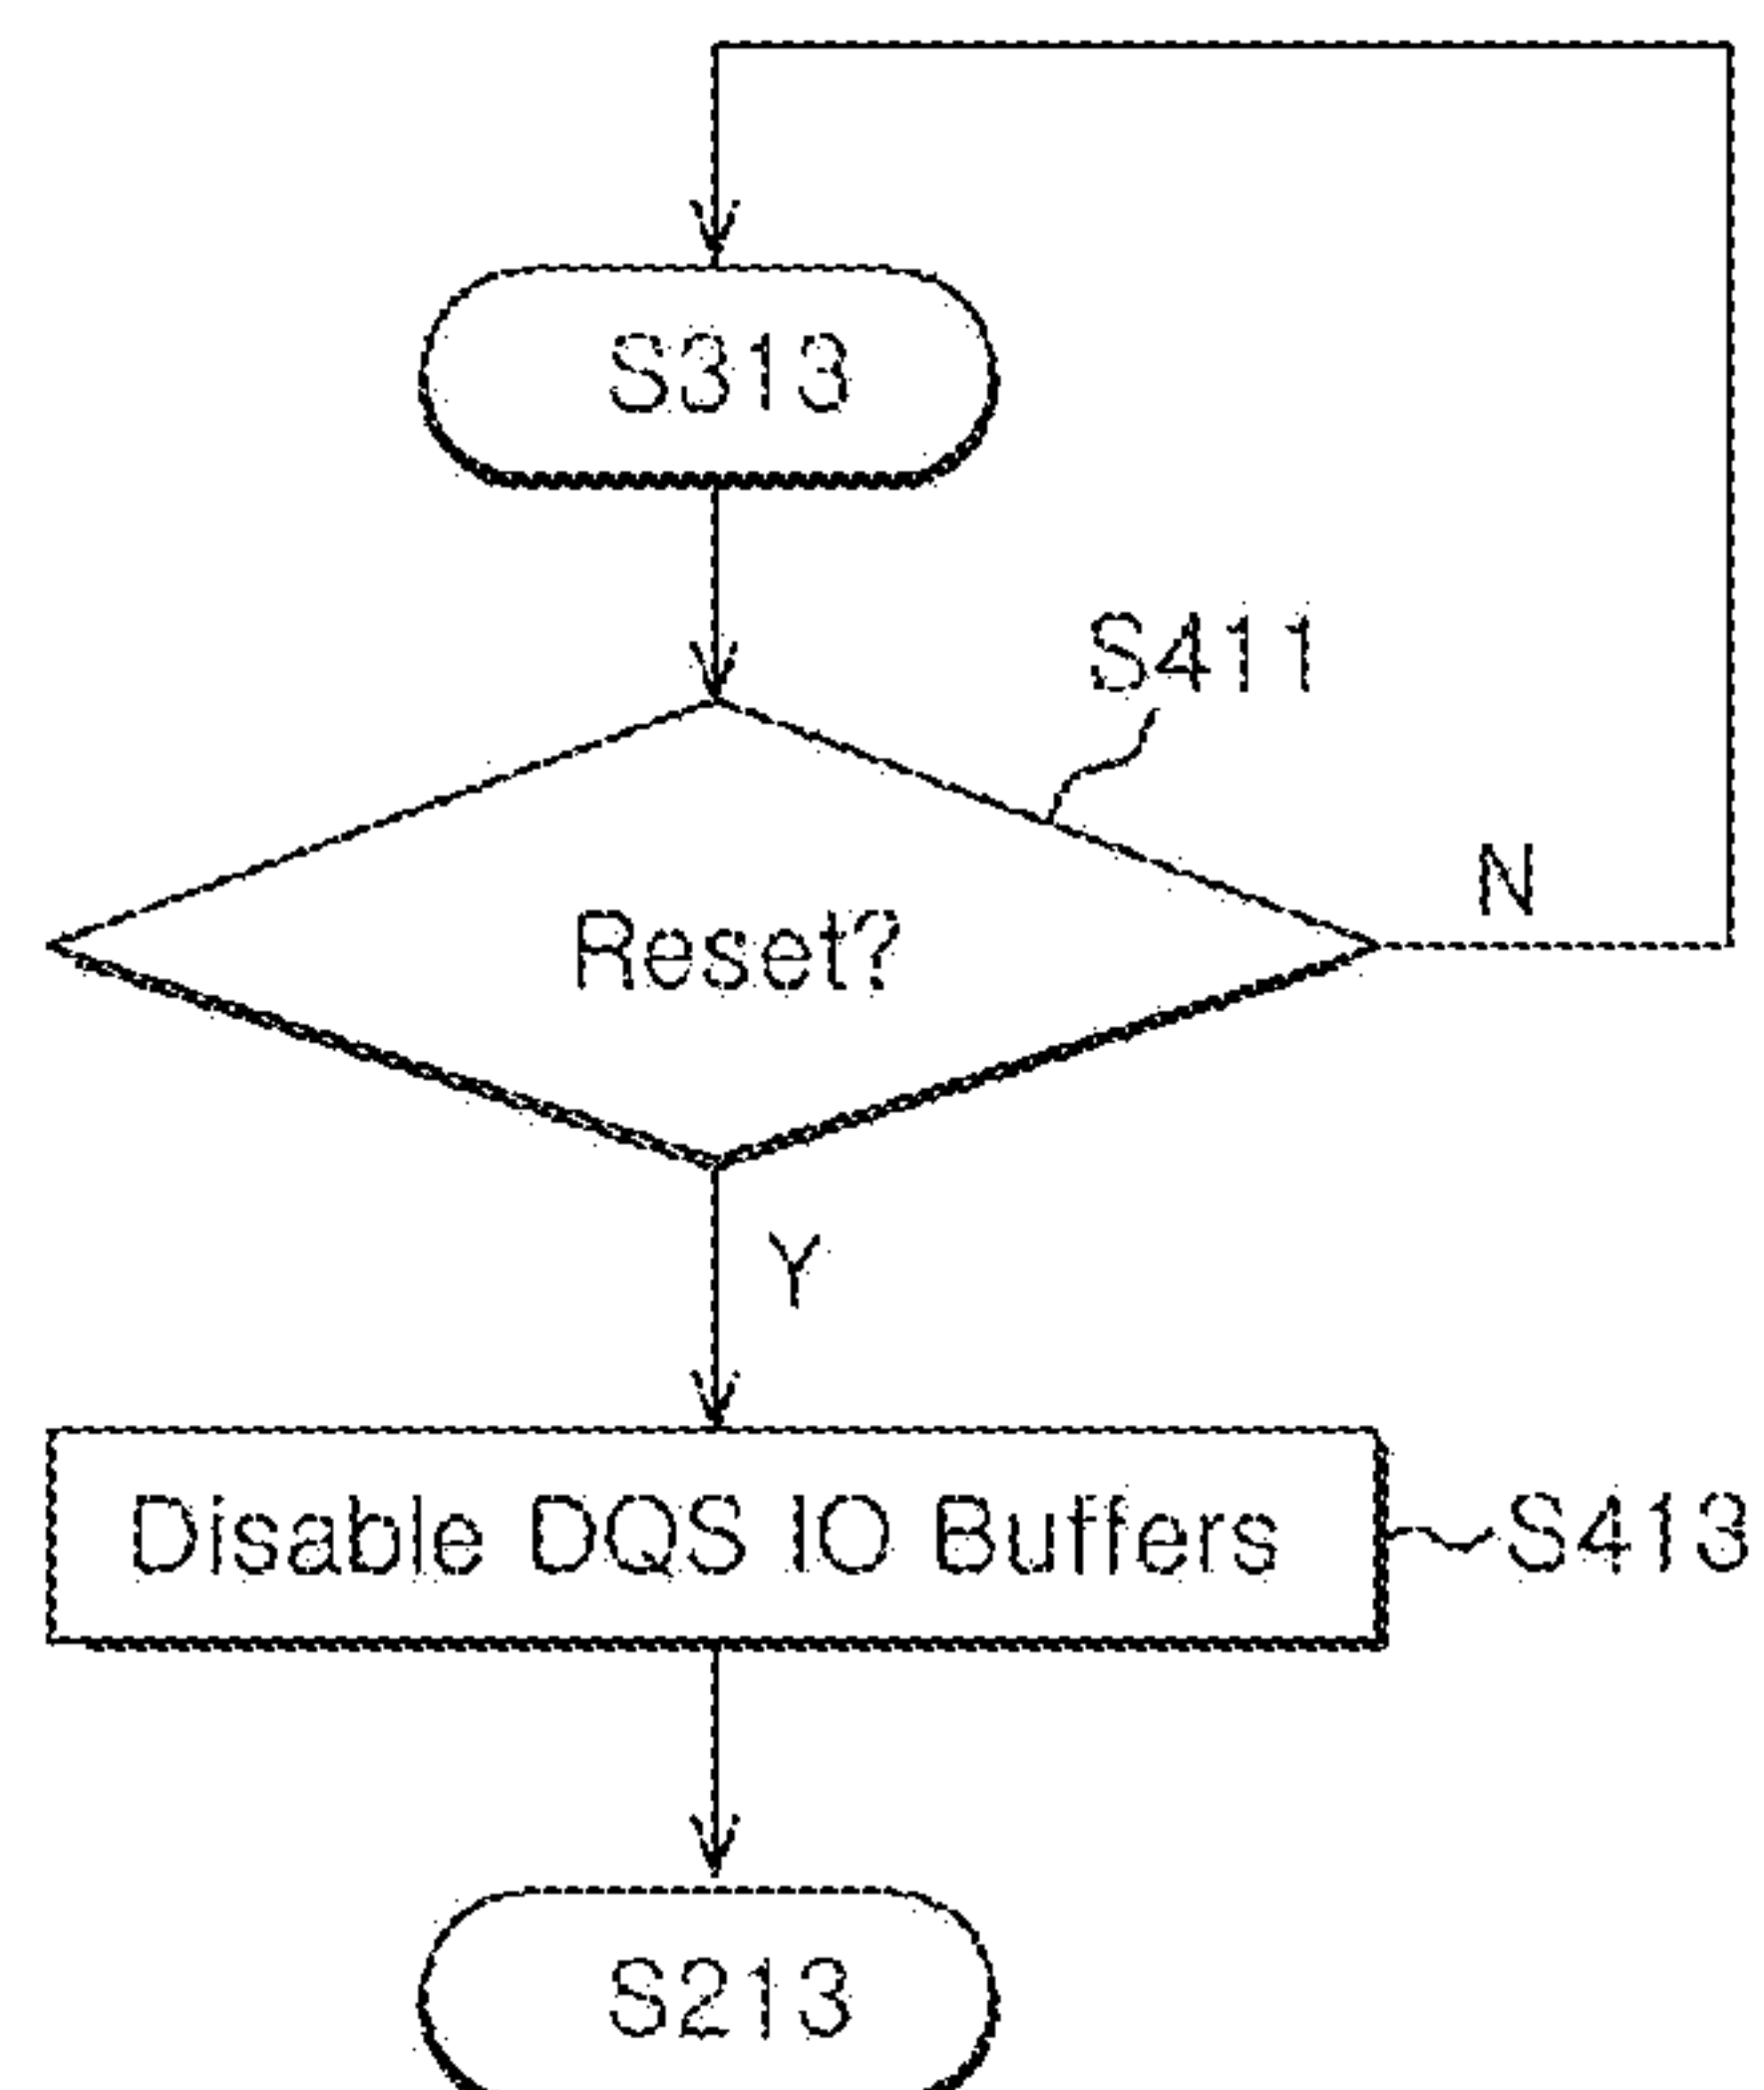 S313
S411
Reset?
N
Y
Disable DQS IO Buffers
S413
S213